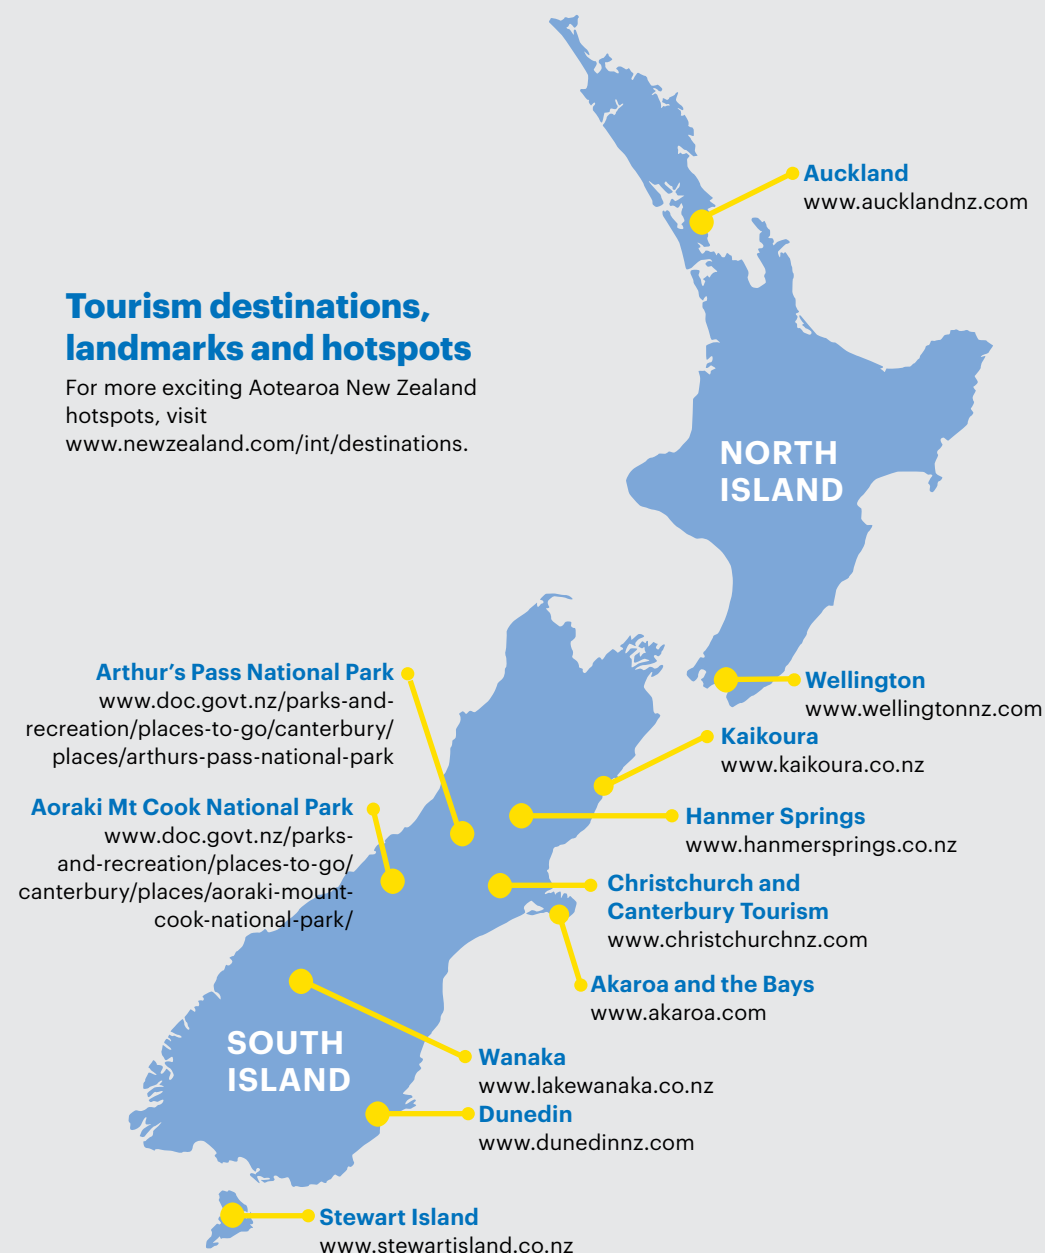 Auckland
www.aucklandnz.com
Tourism destinations,
landmarks and hotspots
For more exciting Aotearoa New Zealand
hotspots, visit
www.newzealand.com/int/destinations.
NORTH
ISLAND
Arthur’s Pass National Park
www.doc.govt.nz/parks-and-
recreation/places-to-go/canterbury/
places/arthurs-pass-national-park
Wellington
www.wellingtonnz.com
Kaikoura
www.kaikoura.co.nz
Aoraki Mt Cook National Park
www.doc.govt.nz/parks-
and-recreation/places-to-go/
canterbury/places/aoraki-mount-
cook-national-park/
Hanmer Springs
www.hanmersprings.co.nz
Christchurch and
Canterbury Tourism
www.christchurchnz.com
Akaroa and the Bays
www.akaroa.com
SOUTH
ISLAND
Wanaka
www.lakewanaka.co.nz
Dunedin
www.dunedinnz.com
Stewart Island
www.stewartisland.co.nz